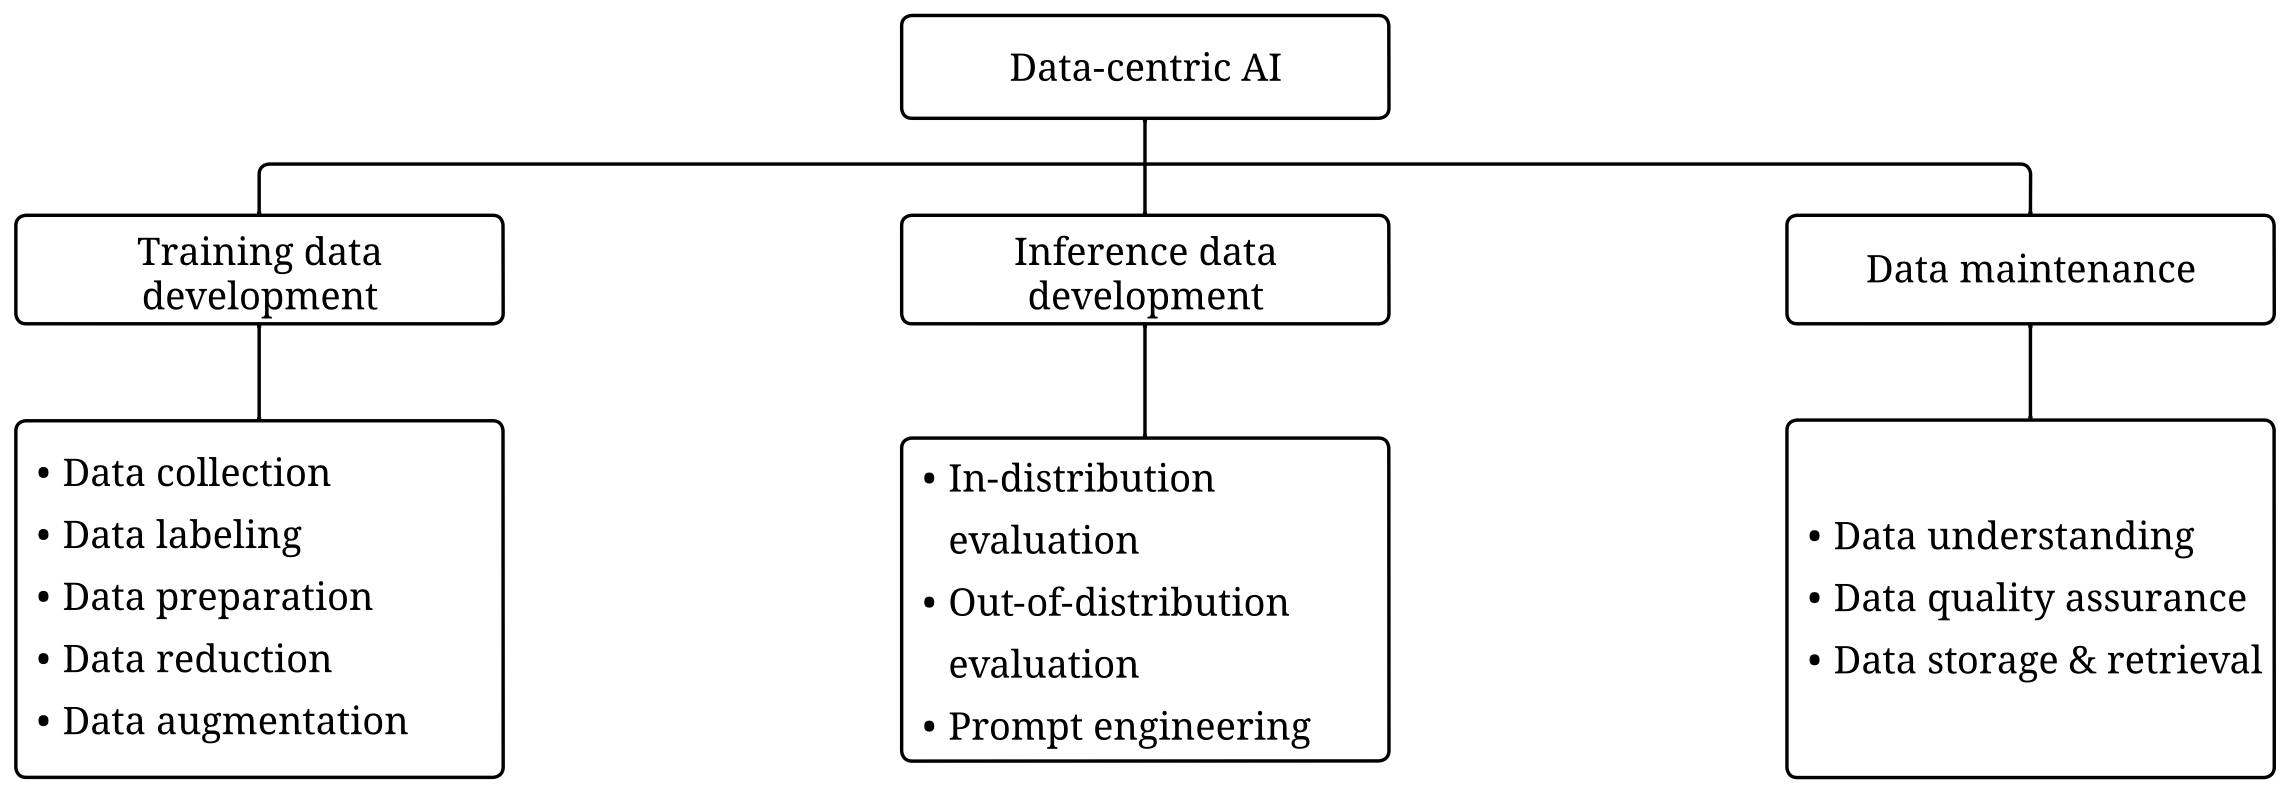 Data-centric AI
Training data
development
Inference data
development
Data maintenance
• Data collection
• Data labeling
• Data preparation
• Data reduction
• Data augmentation
• In-distribution
evaluation
• Out-of-distribution
evaluation
• Prompt engineering
• Data understanding
• Data quality assurance
• Data storage & retrieval